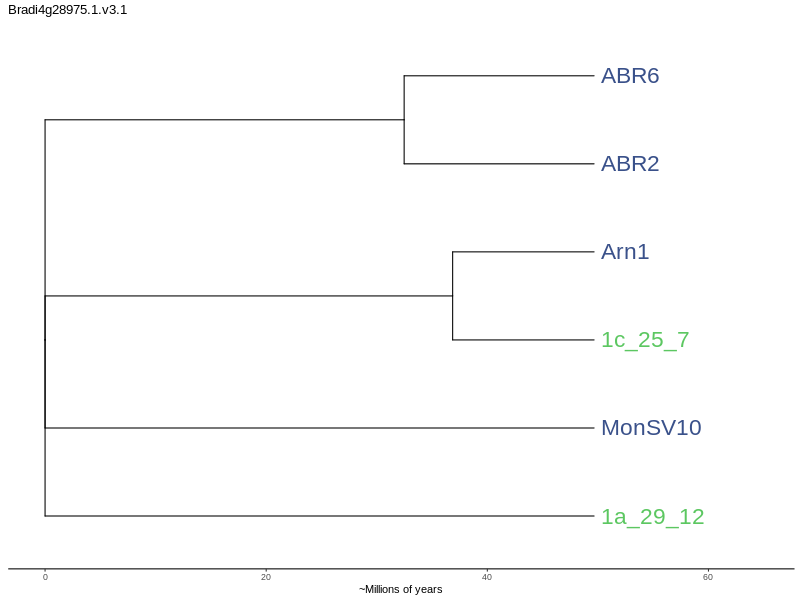 Bradi4g28975.1.v3.1
ABR6
ABR2
Arn1
1c_25_7
MonSV10
1a_29_12
0 20 40 60
~Millions of years